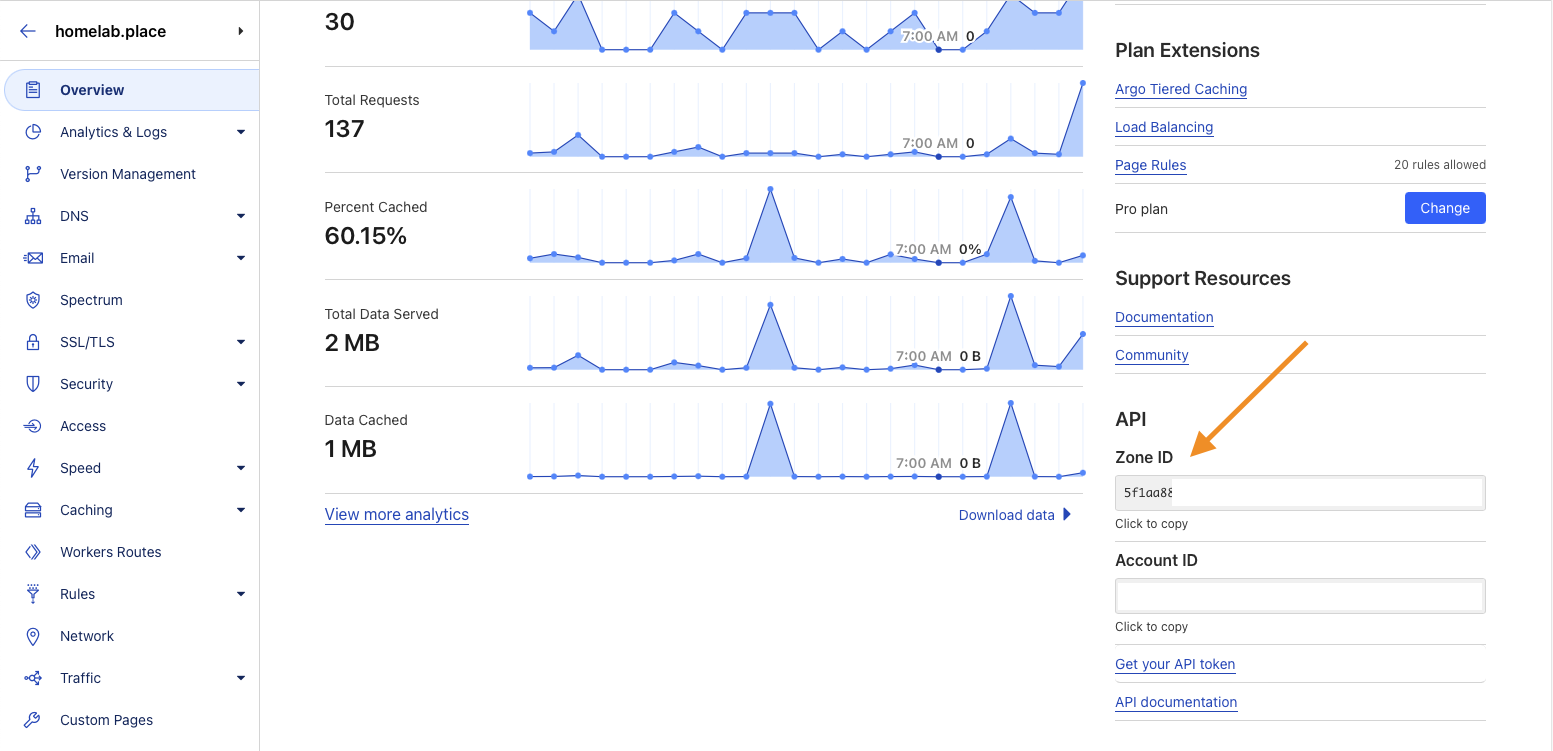 homelab.place
Overview
Analytics & Logs
Version Management
DNS
Email
Spectrum
SSL/TLS
Security
Access
Speed
Caching
Workers Routes
Rules
Network
Traffic
Custom Pages
30
7:00 AM 0
Total Requests
137
7:00 AM 0
Percent Cached
60.15%
7:00 AM 0%
Total Data Served
2 MB
7:00 AM 0 B
Data Cached
1 MB
7:00 AM 0 B
View more analytics
Download data
Plan Extensions
Argo Tiered Caching
Load Balancing
Page Rules 20 rules allowed
Pro plan Change
Support Resources
Documentation
Community
API
Zone ID
5f1aa88
Click to copy
Account ID
Click to copy
Get your API token
API documentation